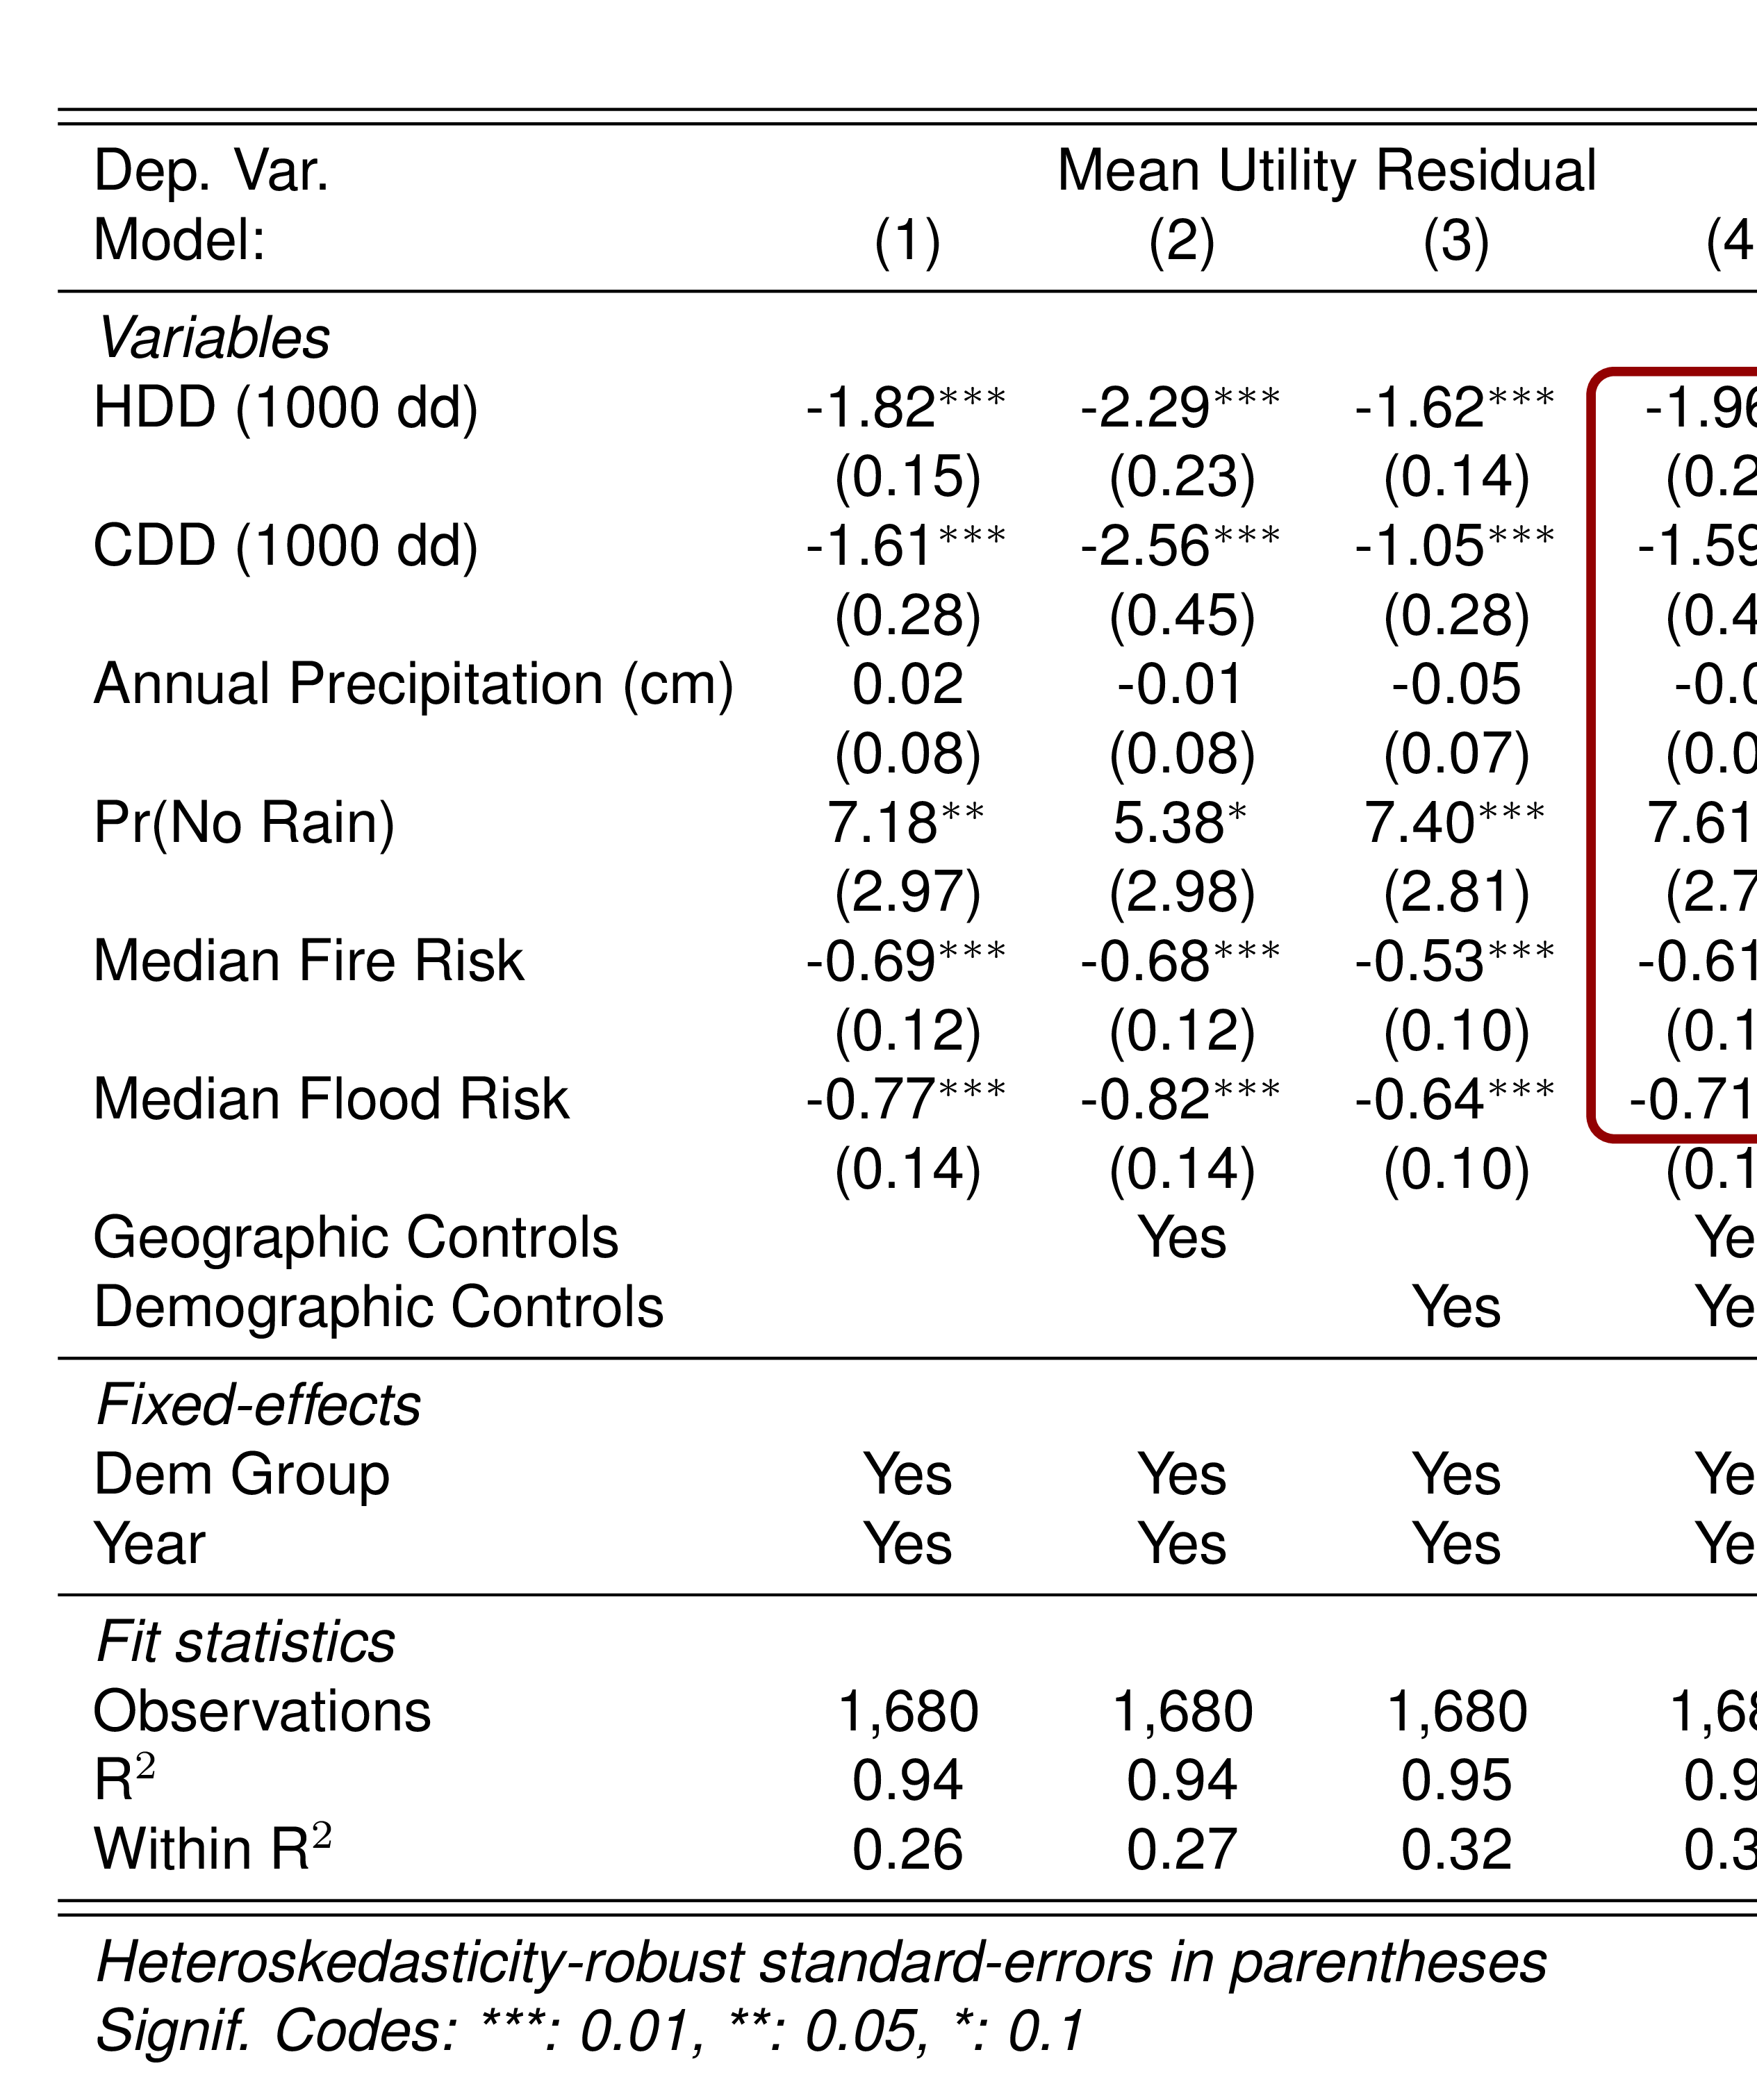 Dep. Var. Mean Utility Residual
Model: (1) (2) (3) (4
Variables
HDD (1000 dd) -1.82*** -2.29*** -1.62*** -1.96
(0.15) (0.23) (0.14) (0.2
CDD (1000 dd) -1.61*** -2.56*** -1.05*** -1.59
(0.28) (0.45) (0.28) (0.4
Annual Precipitation (cm) 0.02 -0.01 -0.05 -0.0
(0.08) (0.08) (0.07) (0.0
Pr(No Rain) 7.18** 5.38* 7.40*** 7.61
(2.97) (2.98) (2.81) (2.7
Median Fire Risk -0.69*** -0.68*** -0.53*** -0.61
(0.12) (0.12) (0.10) (0.1
Median Flood Risk -0.77*** -0.82*** -0.64*** -0.71
(0.14) (0.14) (0.10) (0.1
Geographic Controls Yes Ye
Demographic Controls Yes Ye
Fixed-effects
Dem Group Yes Yes Yes Ye
Year Yes Yes Yes Ye
Fit statistics
Observations 1,680 1,680 1,680 1,68
R² 0.94 0.94 0.95 0.9
Within R² 0.26 0.27 0.32 0.3
Heteroskedasticity-robust standard-errors in parentheses
Signif. Codes: ***: 0.01, **: 0.05, *: 0.1